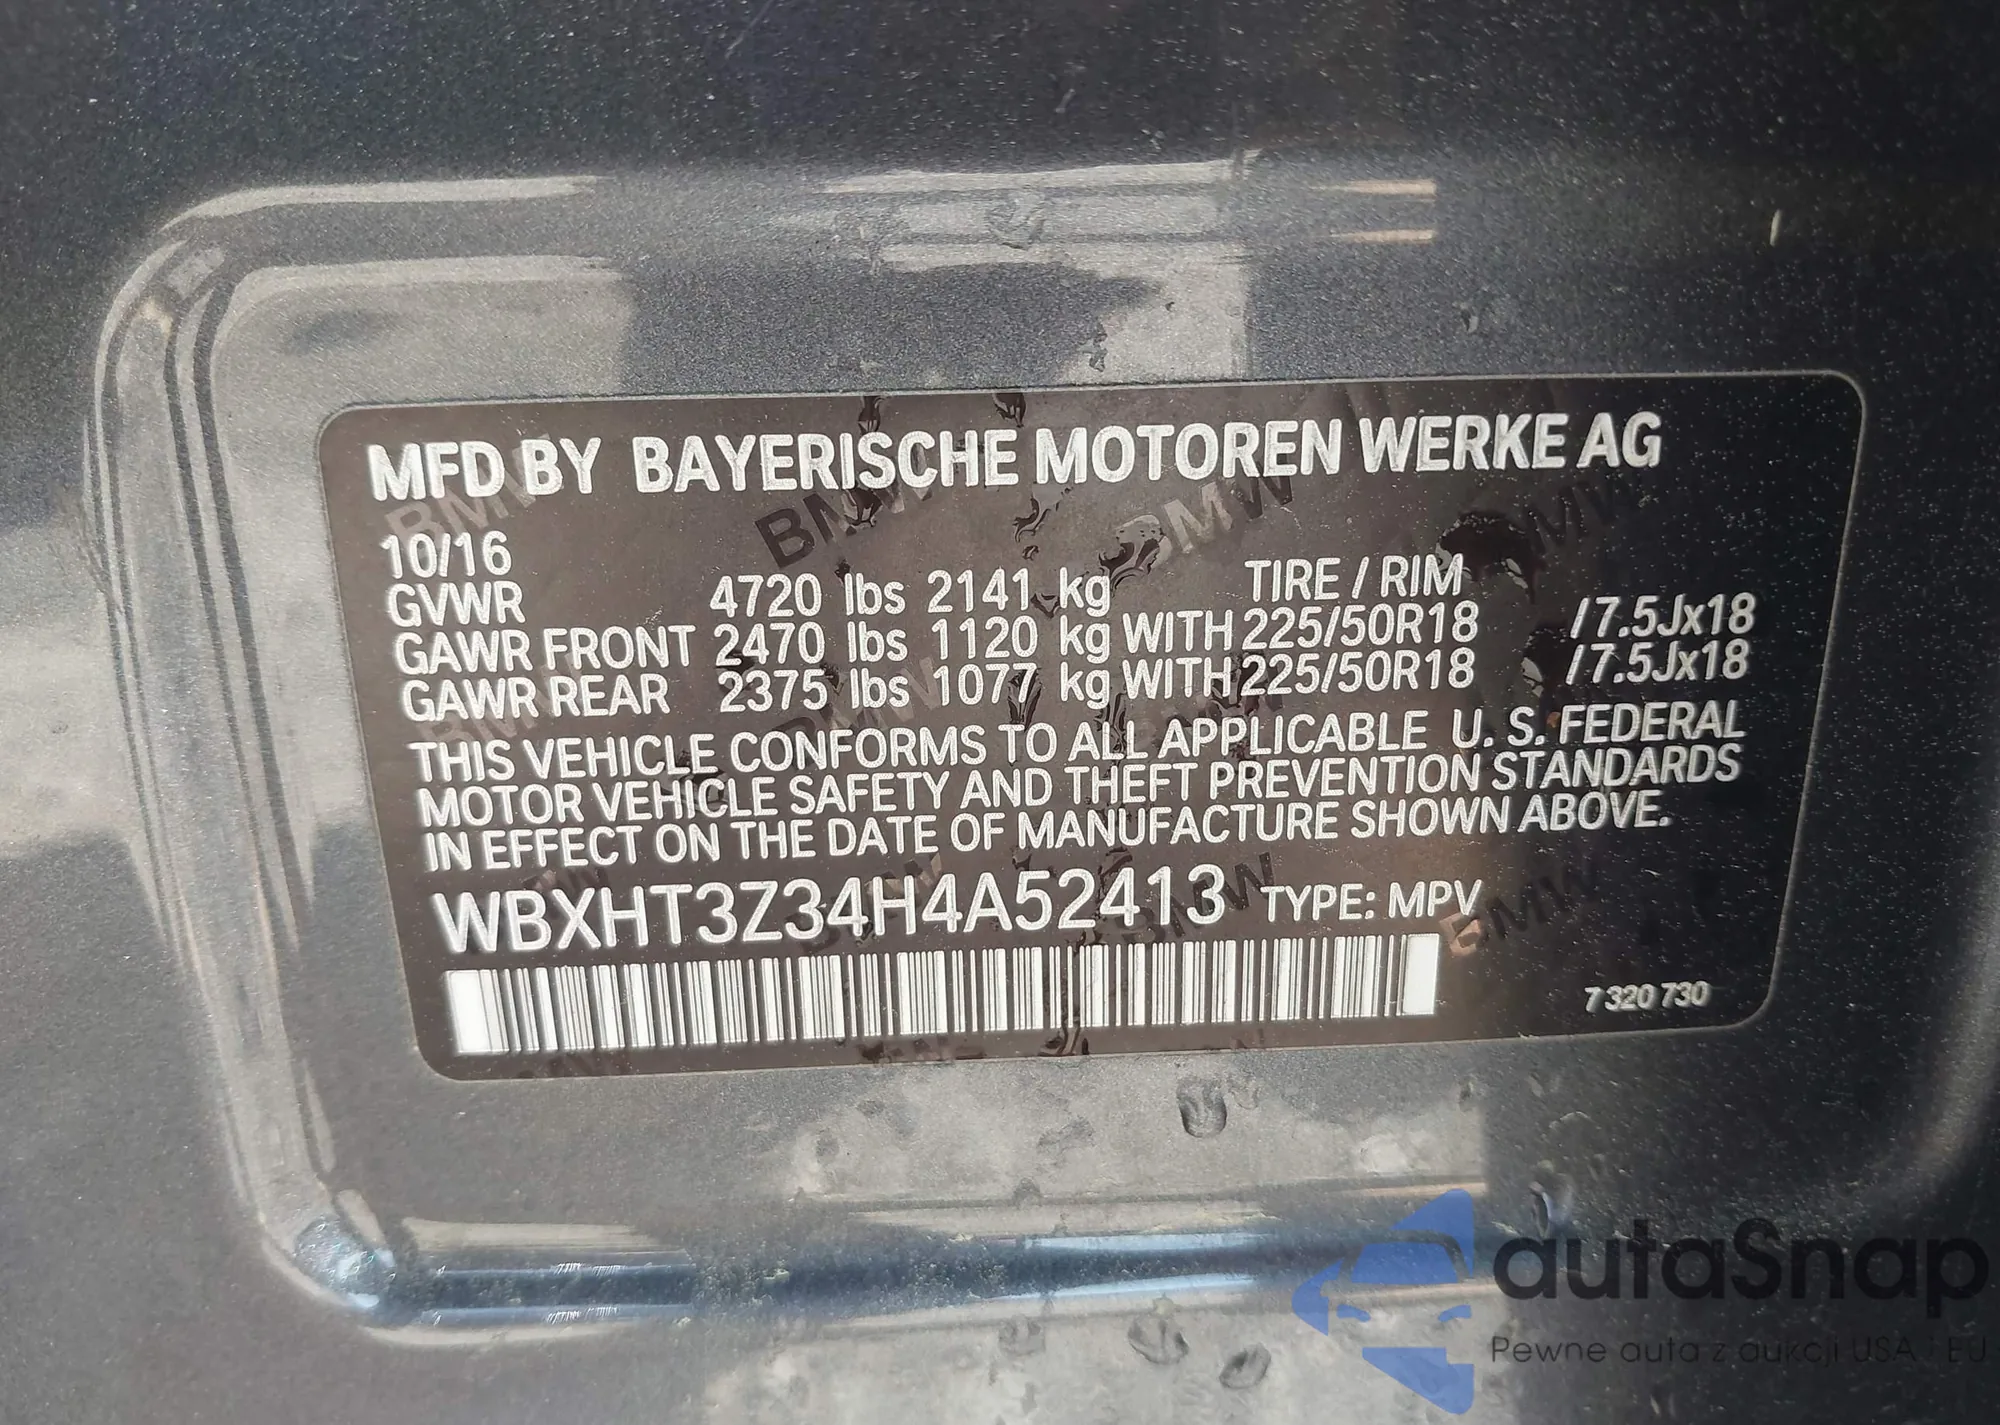 MFD BY BAYERISCHE MOTOREN WERKE AG
10/16
GVWR 4720 lbs 2141 kg TIRE / RIM
GAWR FRONT 2470 lbs 1120 kg WITH 225/50R18 / 7.5Jx18
GAWR REAR 2375 lbs 1077 kg WITH 225/50R18 / 7.5Jx18
THIS VEHICLE CONFORMS TO ALL APPLICABLE U. S. FEDERAL
MOTOR VEHICLE SAFETY AND THEFT PREVENTION STANDARDS
IN EFFECT ON THE DATE OF MANUFACTURE SHOWN ABOVE.
WBXHT3Z34H4A52413 TYPE: MPV
7 320 730
autaSnap
Pewne auta z aukcji USA / EU